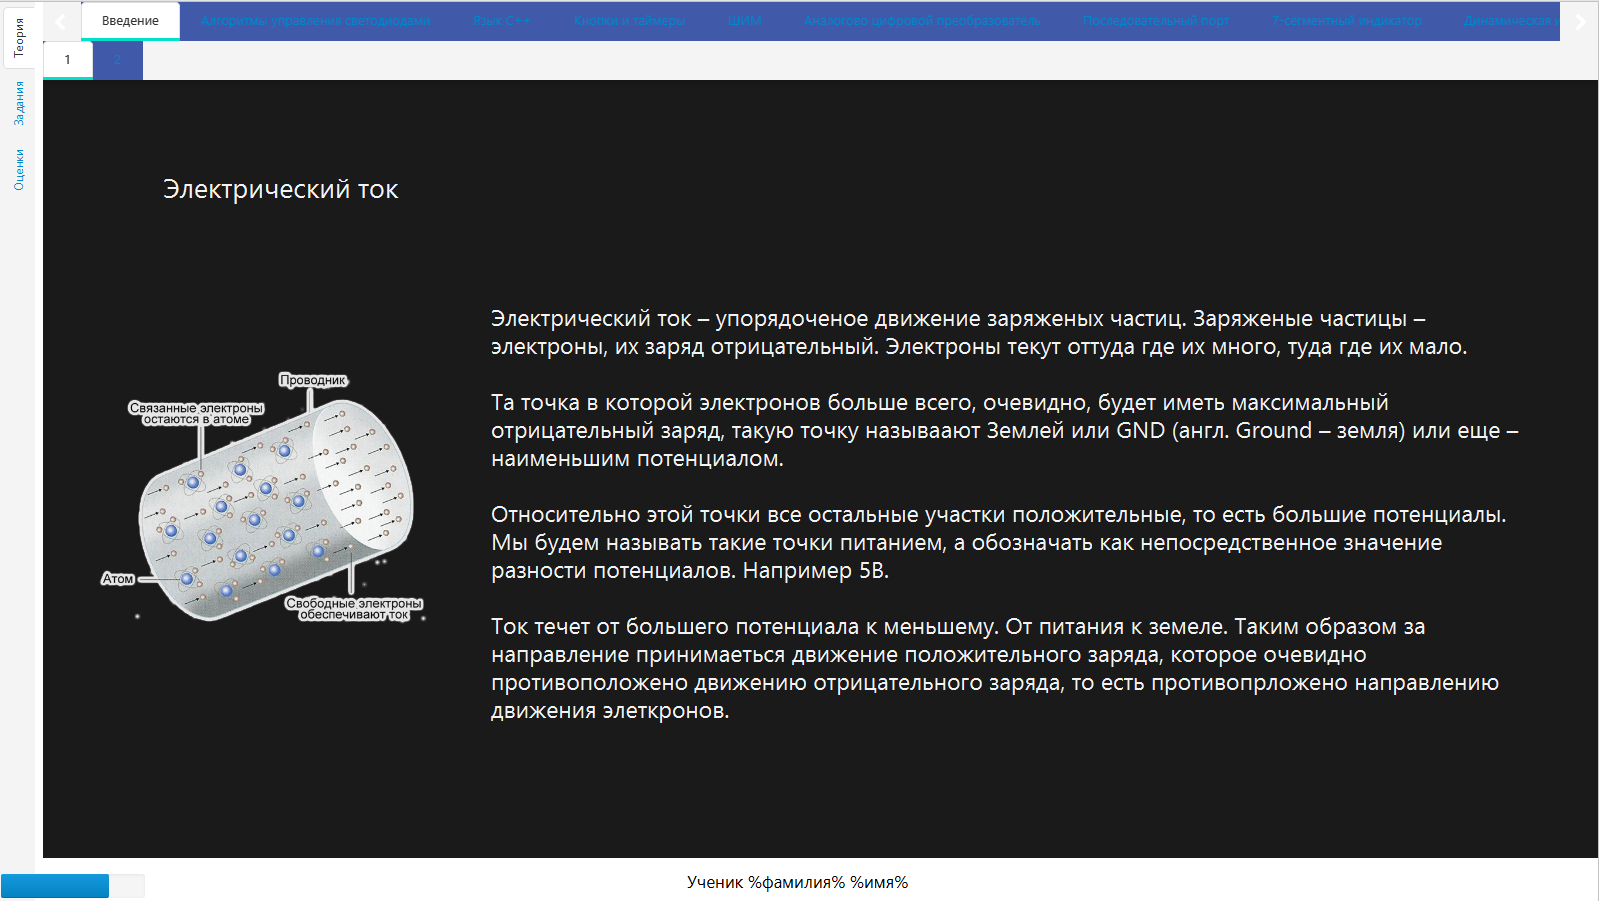 Теория
Задания
Оценки
Введение
Алгоритмы управления светодиодами
Язык C++
Кнопки и таймеры
ШИМ
Аналогово цифровой преобразователь
Последовательный порт
7-сегментный индикатор
Динамическая
1
2
Электрический ток
Проводник
Связанные электроны
остаются в атоме
Атом
Свободные электроны
обеспечивают ток
Электрический ток – упорядоченое движение заряженых частиц. Заряженые частицы –
электроны, их заряд отрицательный. Электроны текут оттуда где их много, туда где их мало.
Та точка в которой электронов больше всего, очевидно, будет иметь максимальный
отрицательный заряд, такую точку называают Землей или GND (англ. Ground – земля) или еще –
наименьшим потенциалом.
Относительно этой точки все остальные участки положительные, то есть большие потенциалы.
Мы будем называть такие точки питанием, а обозначать как непосредственное значение
разности потенциалов. Например 5В.
Ток течет от большего потенциала к меньшему. От питания к земеле. Таким образом за
направление принимаеться движение положительного заряда, которое очевидно
противоположено движению отрицательного заряда, то есть противопрложено направлению
движения элеткронов.
Ученик %фамилия% %имя%